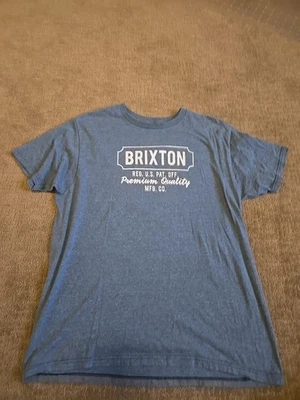 BRIXTON
REG. U.S. PAT. OFF.
Premium Quality
MFG. CO.